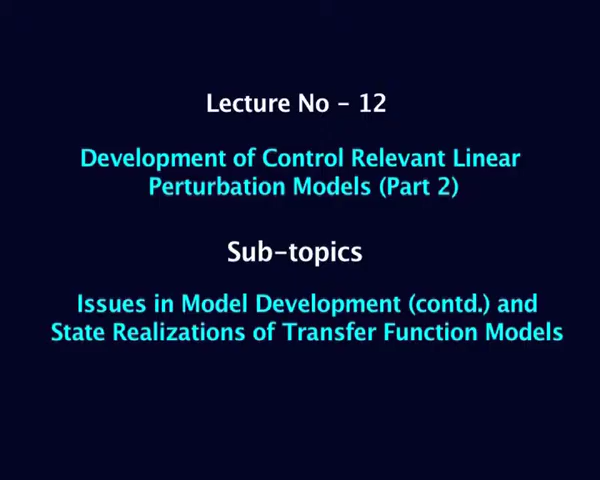 Lecture No - 12
Development of Control Relevant Linear
Perturbation Models (Part 2)
Sub-topics
Issues in Model Development (contd.) and
State Realizations of Transfer Function Models